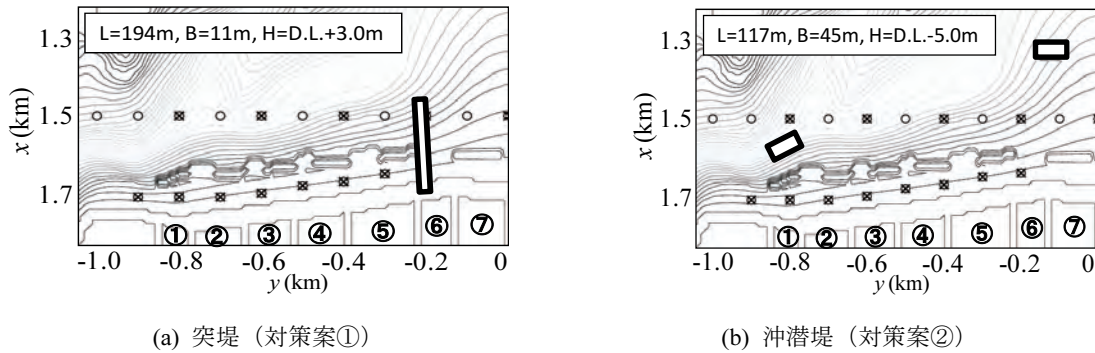 L=194m, B=11m, H=D.L.+3.0m
1.3
1.5
1.7
x (km)
① ② ③ ④ ⑤ ⑥ ⑦
-1.0 -0.8 -0.6 -0.4 -0.2 0
y (km)
(a) 突堤（対策案①）
L=117m, B=45m, H=D.L.-5.0m
1.3
1.5
1.7
x (km)
① ② ③ ④ ⑤ ⑥ ⑦
-1.0 -0.8 -0.6 -0.4 -0.2 0
y (km)
(b) 沖潜堤（対策案②）